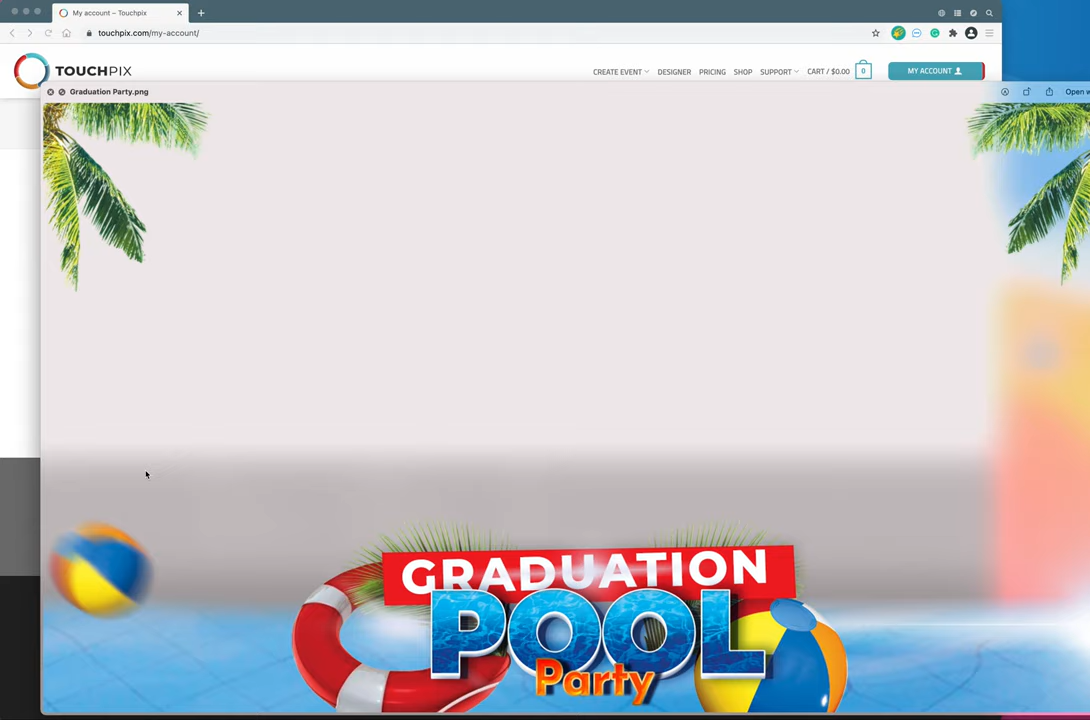 My account – Touchpix
touchpix.com/my-account/
TOUCHPIX
CREATE EVENT
DESIGNER
PRICING
SHOP
SUPPORT
CART / $0.00
0
MY ACCOUNT
Graduation Party.png
Open w
GRADUATION
POOL
Party